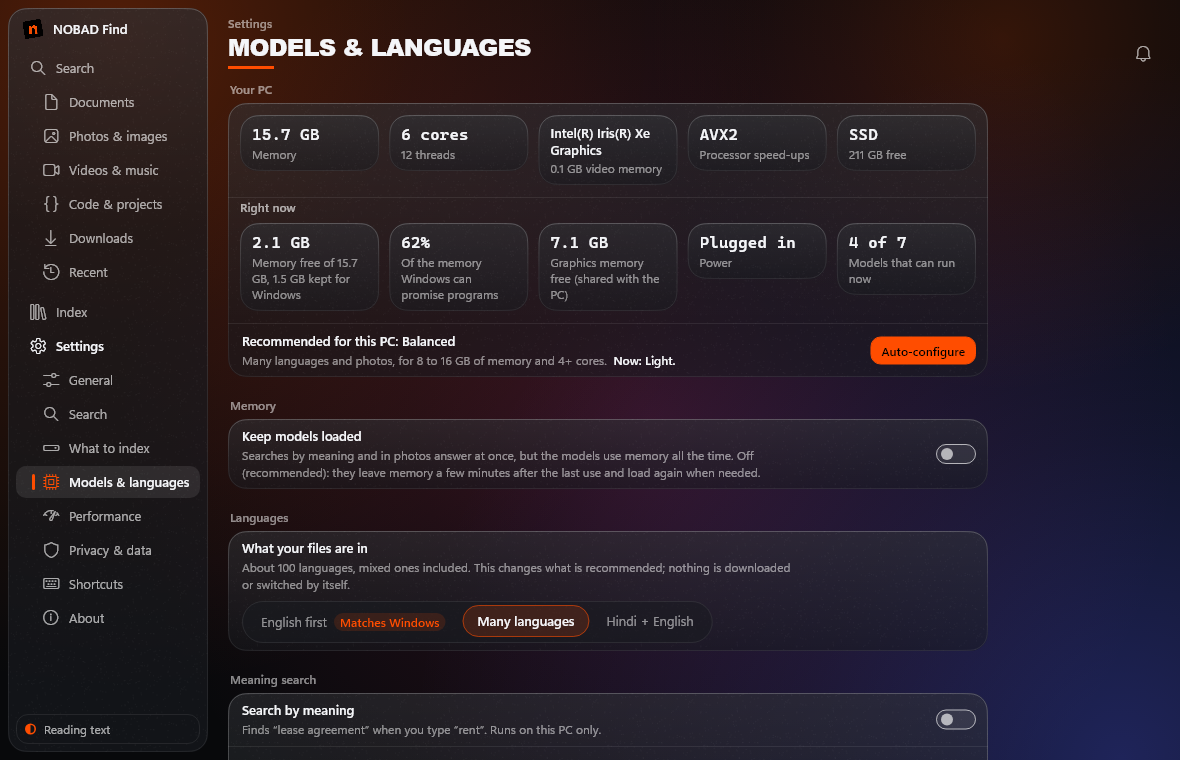 NOBAD Find
Search
Documents
Photos & images
Videos & music
Code & projects
Downloads
Recent
Index
Settings
General
Search
What to index
Models & languages
Performance
Privacy & data
Shortcuts
About
Reading text
Settings
MODELS & LANGUAGES
Your PC
15.7 GB
Memory
6 cores
12 threads
Intel(R) Iris(R) Xe
Graphics
0.1 GB video memory
AVX2
Processor speed-ups
SSD
211 GB free
Right now
2.1 GB
Memory free of 15.7
GB, 1.5 GB kept for
Windows
62%
Of the memory
Windows can
promise programs
7.1 GB
Graphics memory
free (shared with the
PC)
Plugged in
Power
4 of 7
Models that can run
now
Recommended for this PC: Balanced
Many languages and photos, for 8 to 16 GB of memory and 4+ cores. Now: Light.
Auto-configure
Memory
Keep models loaded
Searches by meaning and in photos answer at once, but the models use memory all the time. Off
(recommended): they leave memory a few minutes after the last use and load again when needed.
Languages
What your files are in
About 100 languages, mixed ones included. This changes what is recommended; nothing is downloaded
or switched by itself.
English first Matches Windows Many languages Hindi + English
Meaning search
Search by meaning
Finds “lease agreement” when you type “rent”. Runs on this PC only.